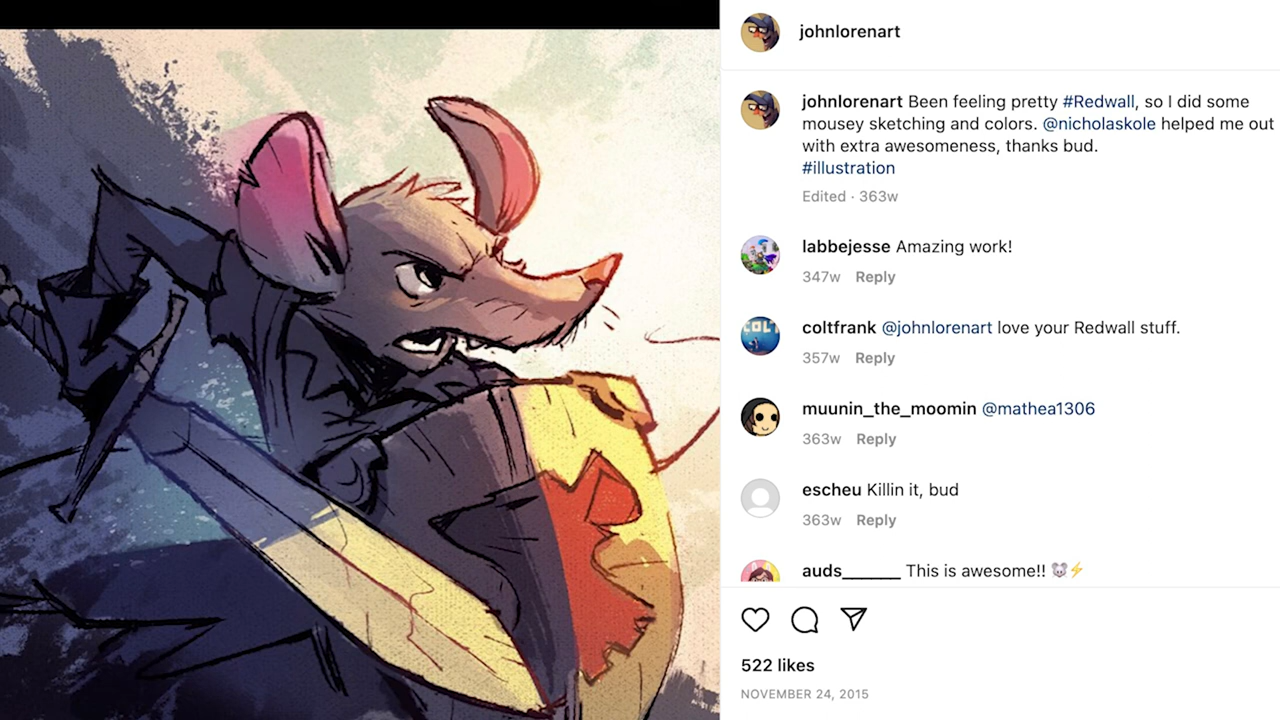 johnlorenart
johnlorenart Been feeling pretty #Redwall, so I did some
mousey sketching and colors. @nicholaskole helped me out
with extra awesomeness, thanks bud.
#illustration
Edited · 363w
labbejesse Amazing work!
347w Reply
coltfrank @johnlorenart love your Redwall stuff.
357w Reply
muunin_the_moomin @mathea1306
363w Reply
escheu Killin it, bud
363w Reply
auds______ This is awesome!! 🐭⚡
522 likes
NOVEMBER 24, 2015